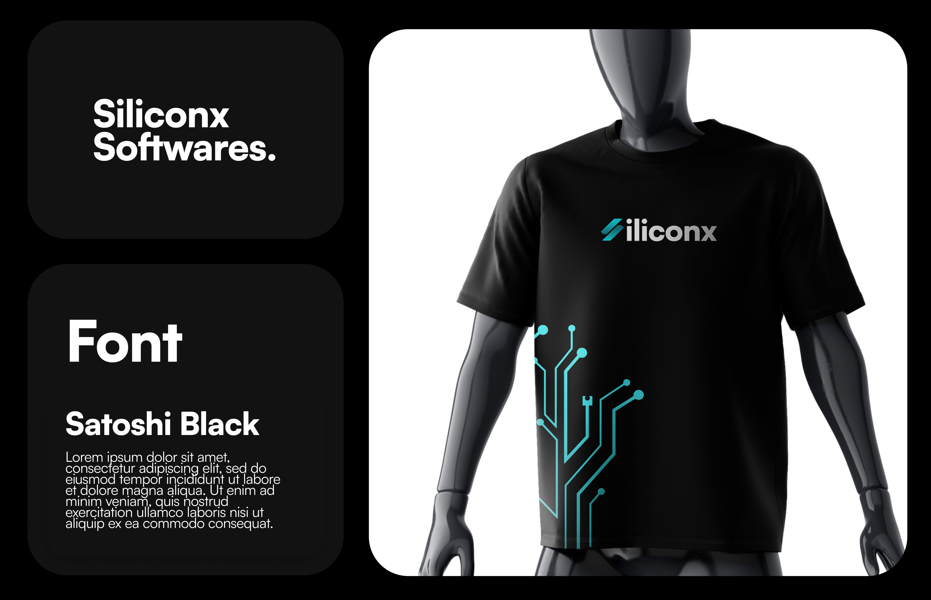 Siliconx
Softwares.
Font
Satoshi Black
Lorem ipsum dolor sit amet,
consectetur adipiscing elit, sed do
eiusmod tempor incididunt ut labore
et dolore magna aliqua. Ut enim ad
minim veniam, quis nostrud
exercitation ullamco laboris nisi ut
aliquip ex ea commodo consequat.
Siliconx